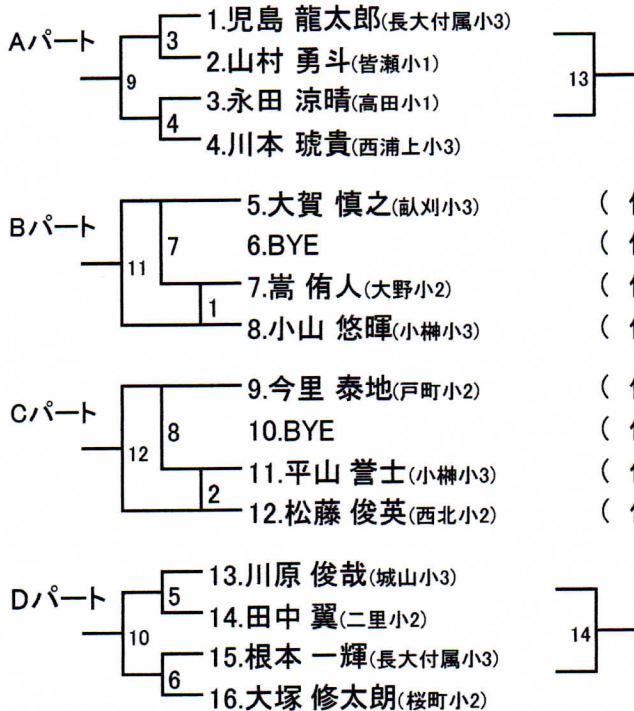 Aパート
1.児島 龍太郎(長大付属小3)
3
2.山村 勇斗(皆瀬小1)
9
13
3.永田 涼晴(高田小1)
4
4.川本 琥貴(西浦上小3)
Bパート
5.大賀 慎之(畝刈小3)
(
7
6.BYE
(
11
7.嵩 侑人(大野小2)
(
1
8.小山 悠暉(小榊小3)
(
Cパート
9.今里 泰地(戸町小2)
(
8
10.BYE
(
12
11.平山 誉士(小榊小3)
(
2
12.松藤 俊英(西北小2)
(
Dパート
13.川原 俊哉(城山小3)
5
14.田中 翼(二里小2)
10
14
15.根本 一輝(長大付属小3)
6
16.大塚 修太朗(桜町小2)